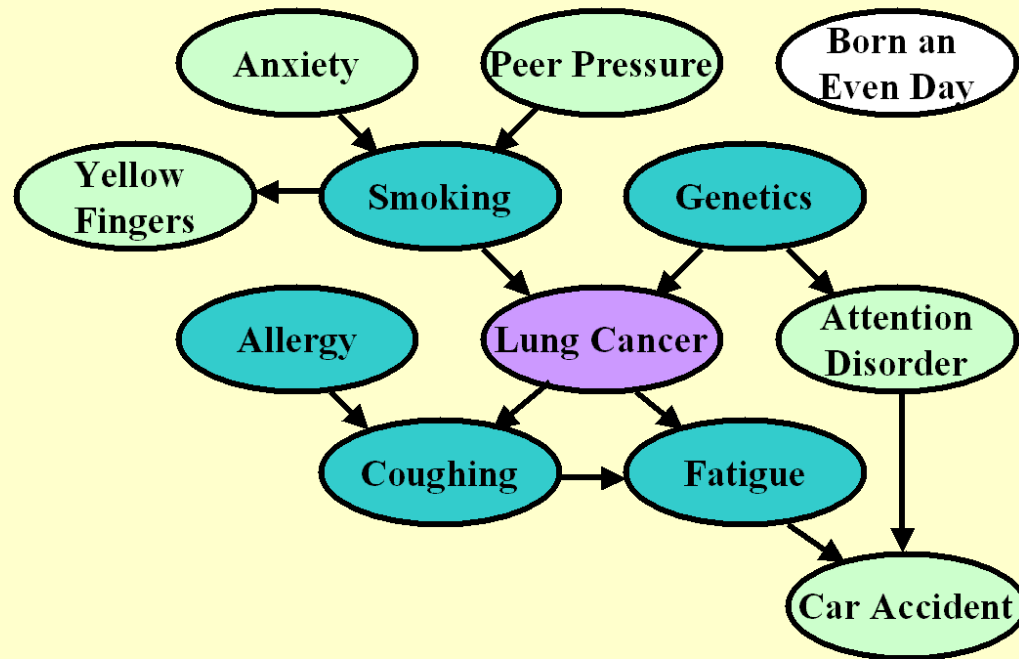 Anxiety
Peer Pressure
Born an
Even Day
Yellow
Fingers
Smoking
Genetics
Allergy
Lung Cancer
Attention
Disorder
Coughing
Fatigue
Car Accident